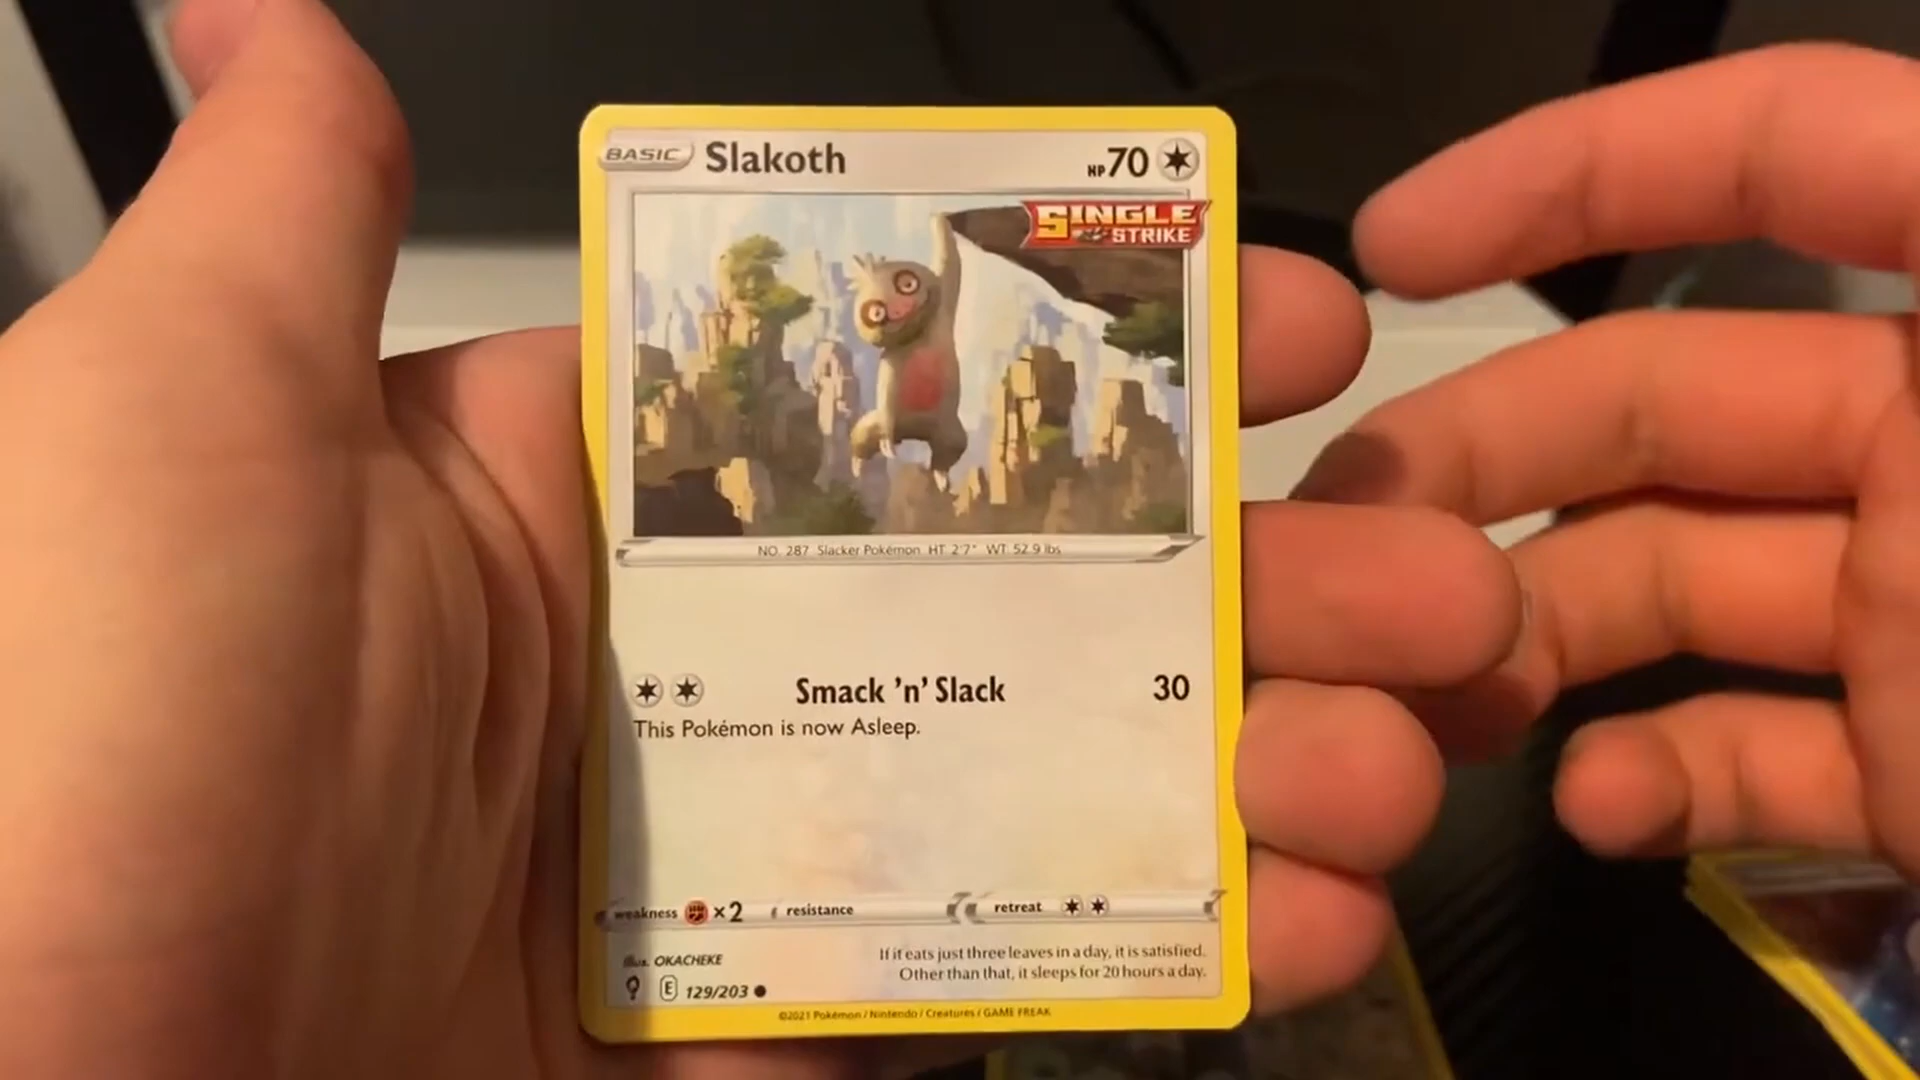 BASIC Slakoth HP70
SINGLE
STRIKE
NO. 287 Slacker Pokémon HT 2'7" WT 52.9 lbs
Smack 'n' Slack 30
This Pokémon is now Asleep.
weakness ×2 resistance retreat
Illus. OKACHEKE
If it eats just three leaves in a day, it is satisfied.
Other than that, it sleeps for 20 hours a day.
E 129/203
©2021 Pokémon / Nintendo / Creatures / GAME FREAK